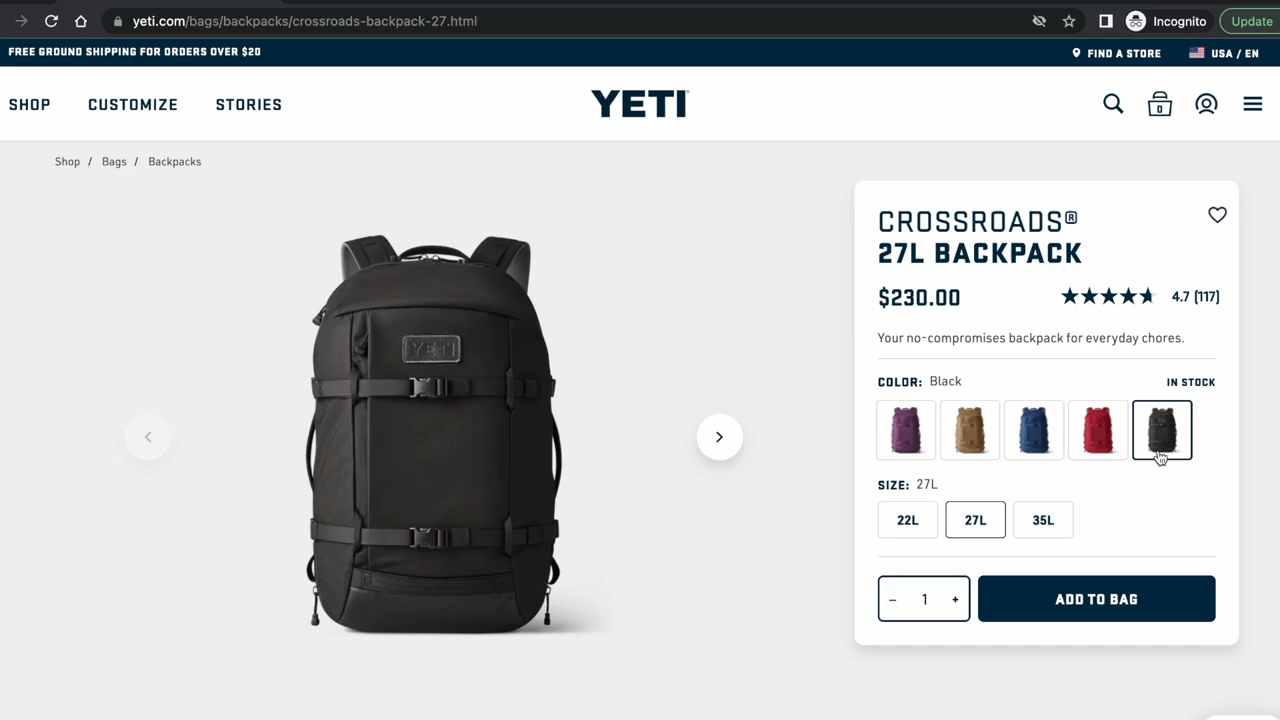 yeti.com/bags/backpacks/crossroads-backpack-27.html
Incognito
Update
FREE GROUND SHIPPING FOR ORDERS OVER $20
FIND A STORE
USA / EN
SHOP
CUSTOMIZE
STORIES
YETI
0
Shop / Bags / Backpacks
YETI
CROSSROADS®
27L BACKPACK
$230.00
4.7 (117)
Your no-compromises backpack for everyday chores.
COLOR: Black
IN STOCK
SIZE: 27L
22L
27L
35L
– 1 +
ADD TO BAG